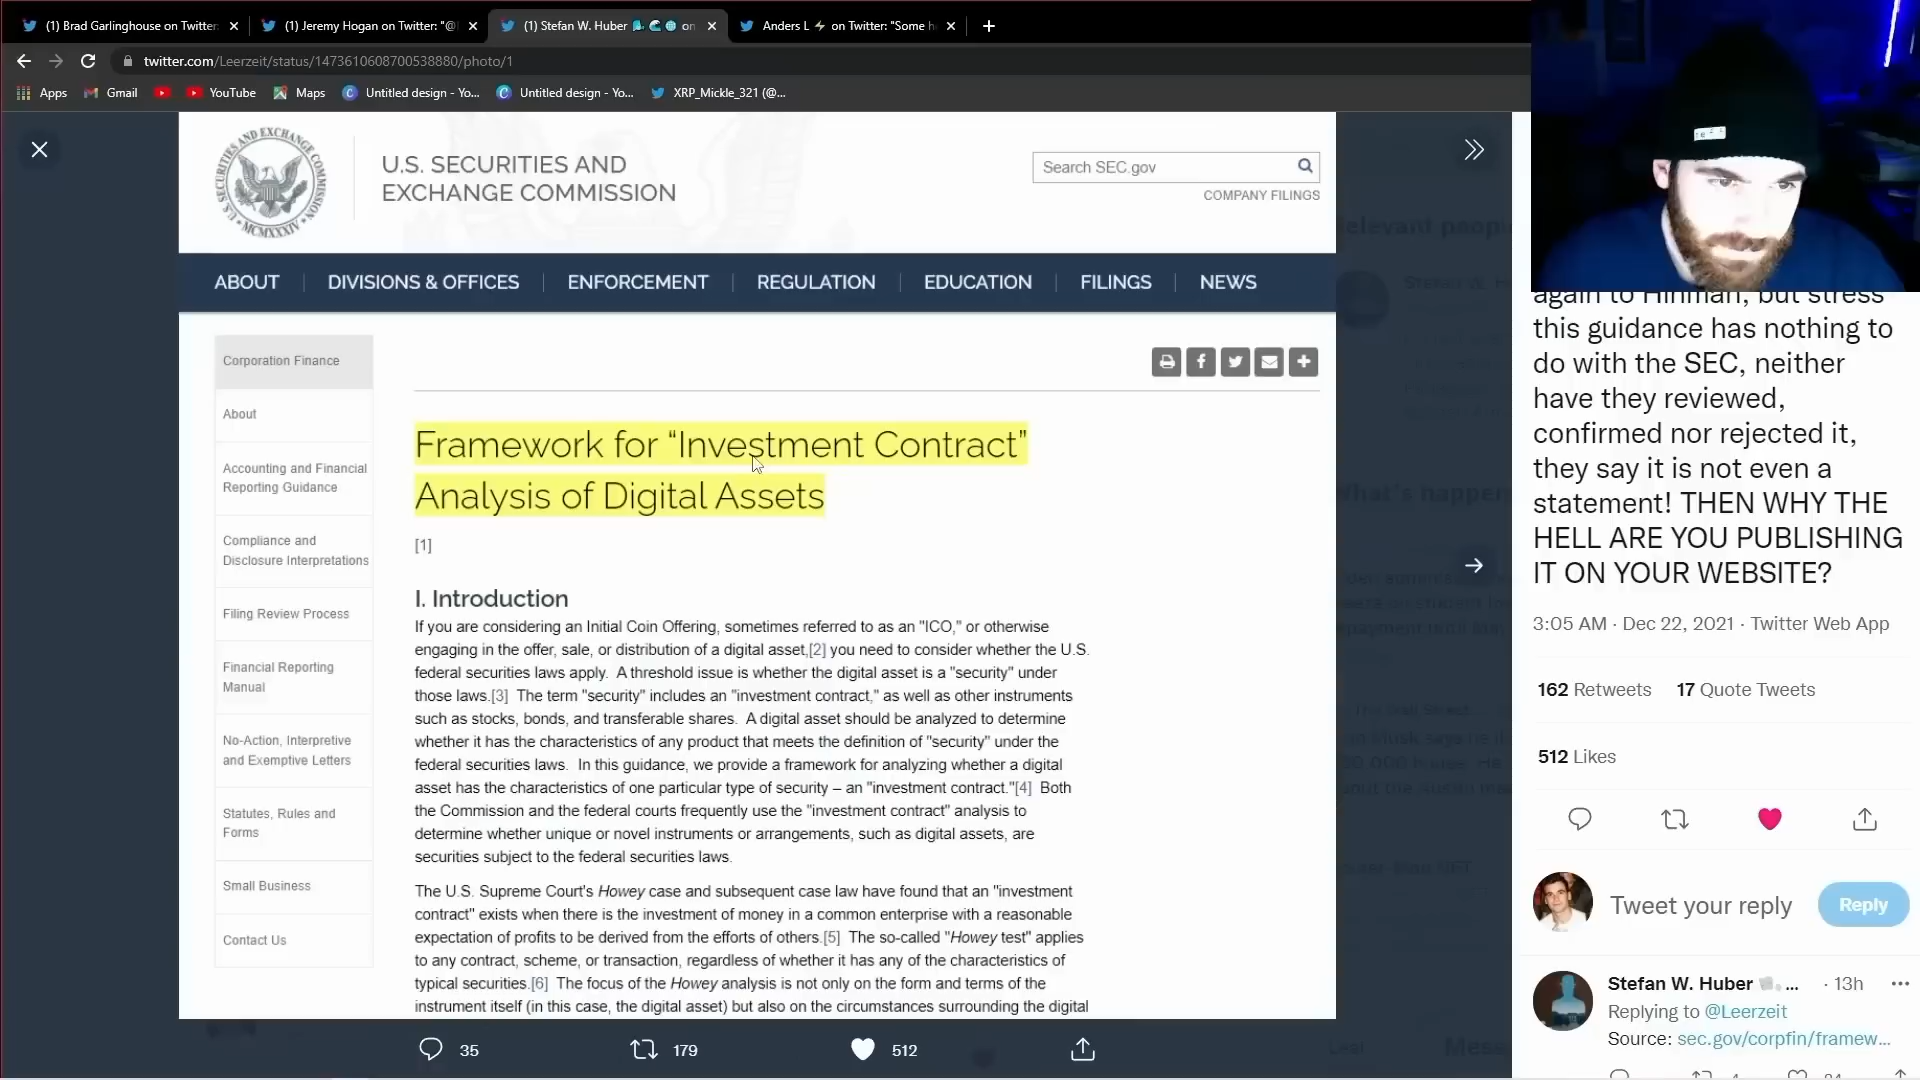 (1) Brad Garlinghouse on Twitter:
(1) Jeremy Hogan on Twitter: "@
(1) Stefan W. Huber on
Anders L ⚡ on Twitter: "Some h
twitter.com/Leerzeit/status/1473610608700538880/photo/1
Apps
Gmail
YouTube
Maps
Untitled design - Yo...
Untitled design - Yo...
XRP_Mickle_321 (@...
U.S. SECURITIES AND
EXCHANGE COMMISSION
Search SEC.gov
COMPANY FILINGS
ABOUT
DIVISIONS & OFFICES
ENFORCEMENT
REGULATION
EDUCATION
FILINGS
NEWS
Corporation Finance
About
Accounting and Financial
Reporting Guidance
Compliance and
Disclosure Interpretations
Filing Review Process
Financial Reporting
Manual
No-Action, Interpretive
and Exemptive Letters
Statutes, Rules and
Forms
Small Business
Contact Us
Framework for “Investment Contract”
Analysis of Digital Assets
[1]
I. Introduction
If you are considering an Initial Coin Offering, sometimes referred to as an "ICO," or otherwise
engaging in the offer, sale, or distribution of a digital asset,[2] you need to consider whether the U.S.
federal securities laws apply. A threshold issue is whether the digital asset is a "security" under
those laws.[3] The term "security" includes an "investment contract," as well as other instruments
such as stocks, bonds, and transferable shares. A digital asset should be analyzed to determine
whether it has the characteristics of any product that meets the definition of "security" under the
federal securities laws. In this guidance, we provide a framework for analyzing whether a digital
asset has the characteristics of one particular type of security – an "investment contract."[4] Both
the Commission and the federal courts frequently use the "investment contract" analysis to
determine whether unique or novel instruments or arrangements, such as digital assets, are
securities subject to the federal securities laws.
The U.S. Supreme Court's Howey case and subsequent case law have found that an "investment
contract" exists when there is the investment of money in a common enterprise with a reasonable
expectation of profits to be derived from the efforts of others.[5] The so-called "Howey test" applies
to any contract, scheme, or transaction, regardless of whether it has any of the characteristics of
typical securities.[6] The focus of the Howey analysis is not only on the form and terms of the
instrument itself (in this case, the digital asset) but also on the circumstances surrounding the digital
35
179
512
again to Hinman, but stress
this guidance has nothing to
do with the SEC, neither
have they reviewed,
confirmed nor rejected it,
they say it is not even a
statement! THEN WHY THE
HELL ARE YOU PUBLISHING
IT ON YOUR WEBSITE?
3:05 AM · Dec 22, 2021 · Twitter Web App
162 Retweets 17 Quote Tweets
512 Likes
Tweet your reply
Reply
Stefan W. Huber ... · 13h
Replying to @Leerzeit
Source: sec.gov/corpfin/framew...